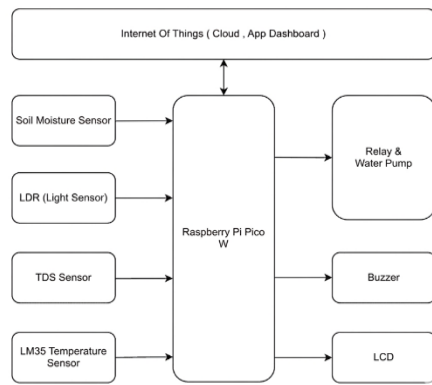 Internet Of Things ( Cloud , App Dashboard )
Soil Moisture Sensor
LDR (Light Sensor)
TDS Sensor
LM35 Temperature
Sensor
Raspberry Pi Pico
W
Relay &
Water Pump
Buzzer
LCD